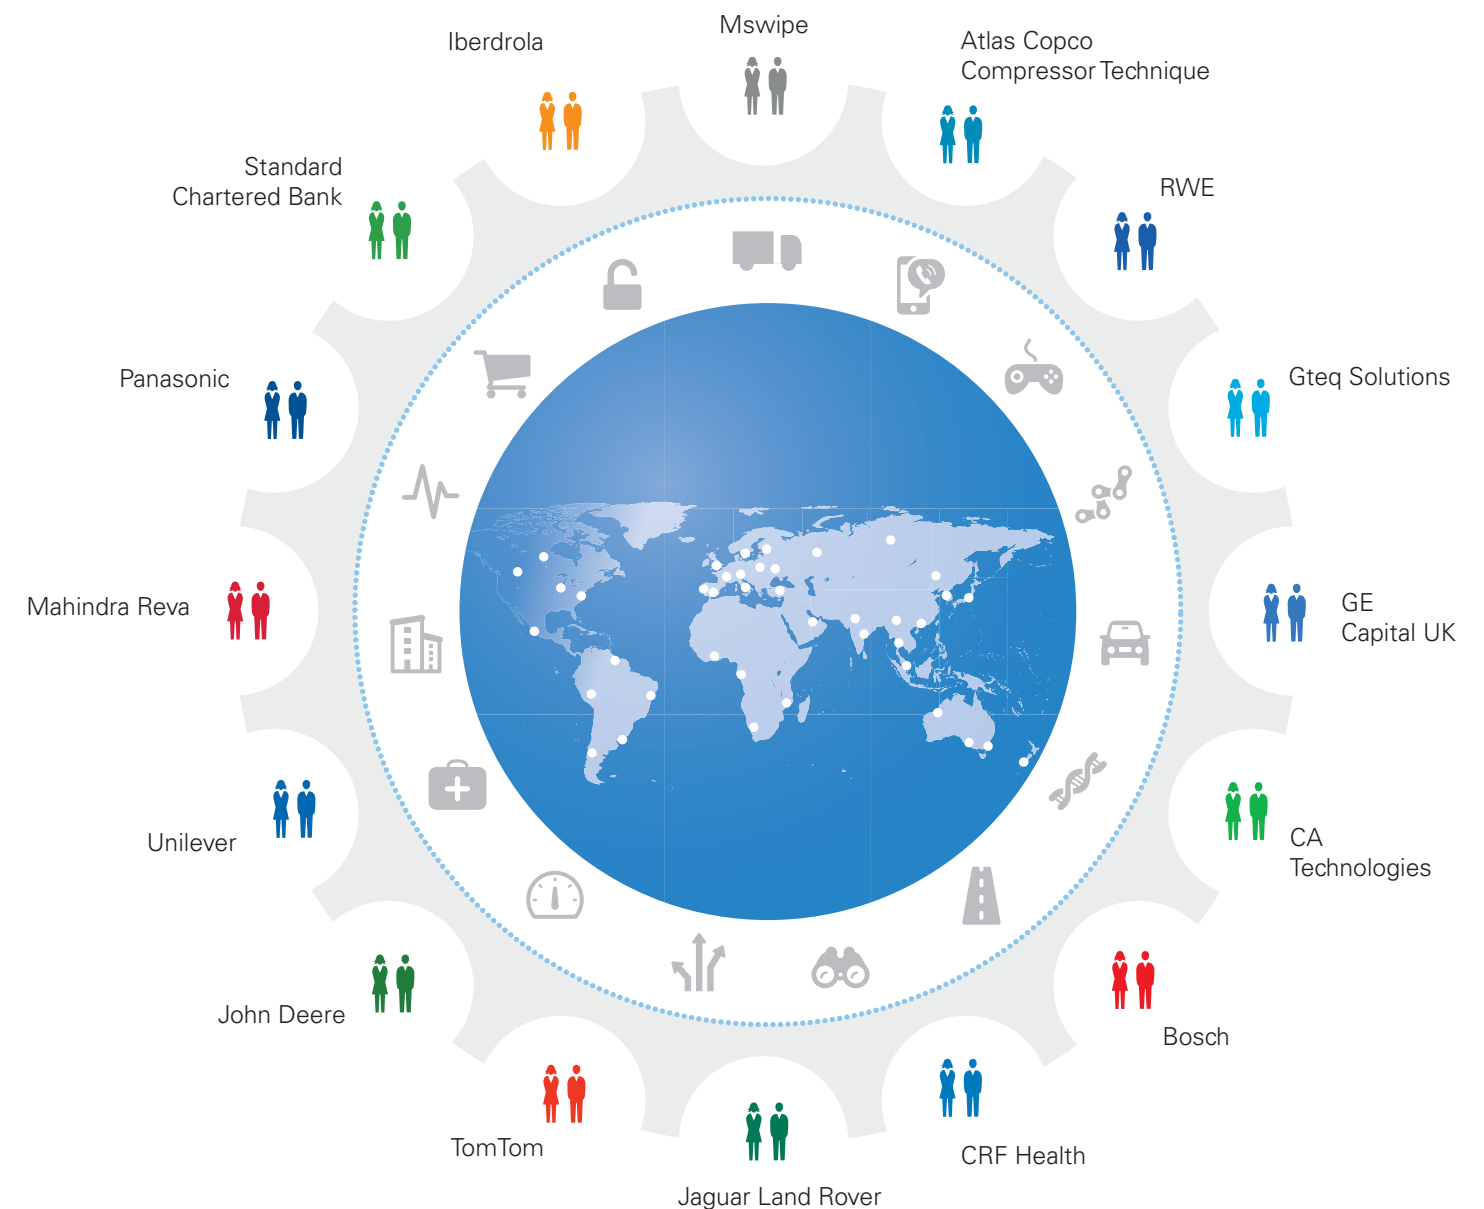 Mswipe
Iberdrola
Atlas Copco
Compressor Technique
Standard
Chartered Bank
RWE
Panasonic
Gteq Solutions
Mahindra Reva
GE
Capital UK
Unilever
CA
Technologies
John Deere
Bosch
TomTom
CRF Health
Jaguar Land Rover